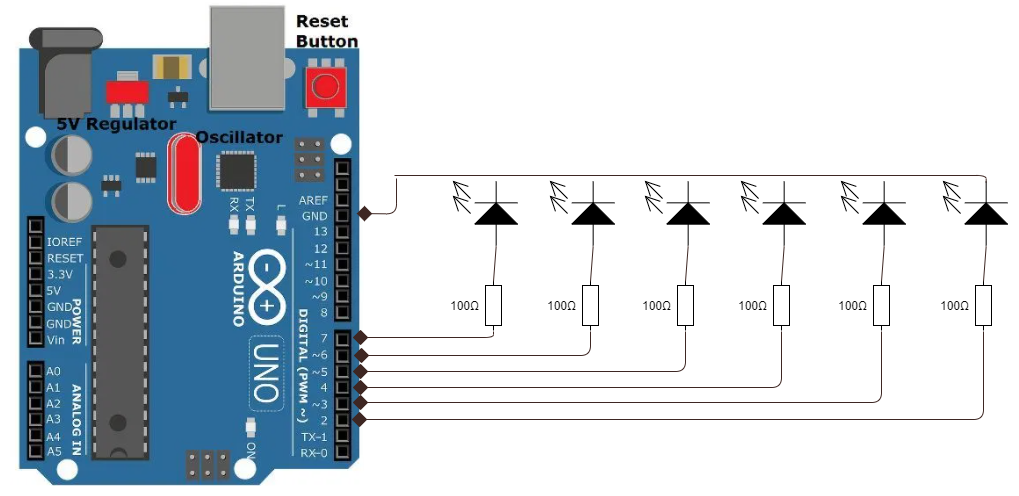 Reset
Button
5V Regulator
Oscillator
RX
TX
L
AREF
GND
13
12
~11
~10
~9
8
7
~6
~5
4
~3
2
TX-1
RX-0
DIGITAL (PWM ~)
IOREF
RESET
3.3V
5V
GND
GND
Vin
POWER
A0
A1
A2
A3
A4
A5
ANALOG IN
ARDUINO
UNO
ON
100Ω
100Ω
100Ω
100Ω
100Ω
100Ω